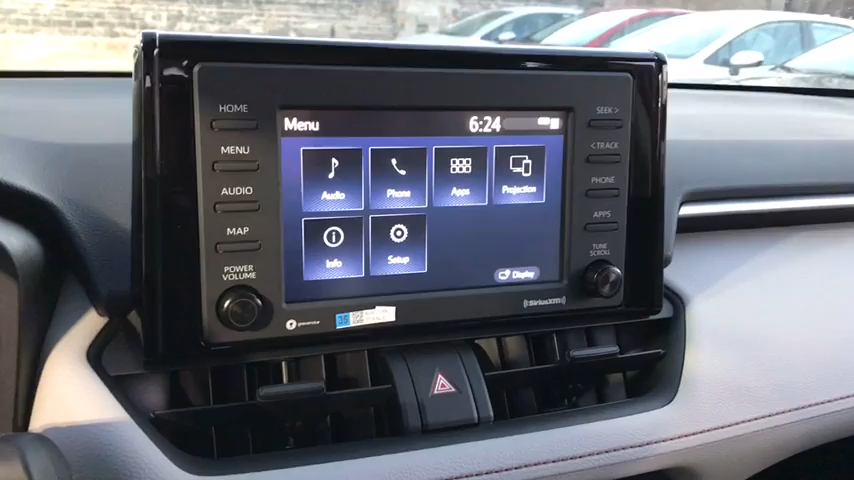 HOME
MENU
AUDIO
MAP
POWER
VOLUME
Menu
6:24
Audio
Phone
Apps
Projection
Info
Setup
Display
SEEK >
< TRACK
PHONE
APPS
TUNE
SCROLL
gracenote
SiriusXM